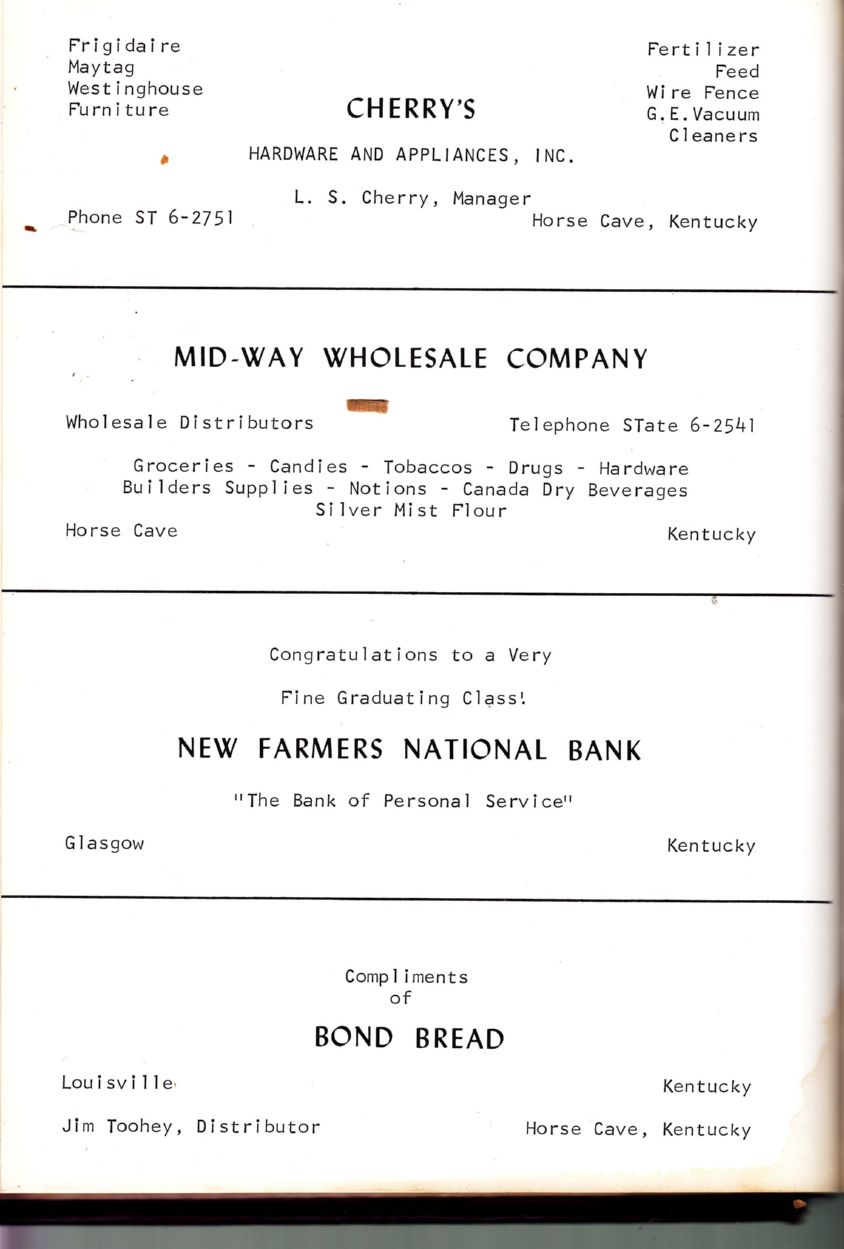 Frigidaire
Maytag
Westinghouse
Furniture
Fertilizer
Feed
Wire Fence
G.E.Vacuum
Cleaners
CHERRY'S
HARDWARE AND APPLIANCES, INC.
L. S. Cherry, Manager
Phone ST 6-2751
Horse Cave, Kentucky
MID-WAY WHOLESALE COMPANY
Wholesale Distributors
Telephone STate 6-2541
Groceries - Candies - Tobaccos - Drugs - Hardware
Builders Supplies - Notions - Canada Dry Beverages
Silver Mist Flour
Horse Cave
Kentucky
Congratulations to a Very
Fine Graduating Class!
NEW FARMERS NATIONAL BANK
"The Bank of Personal Service"
Glasgow
Kentucky
Compliments
of
BOND BREAD
Louisville
Kentucky
Jim Toohey, Distributor
Horse Cave, Kentucky